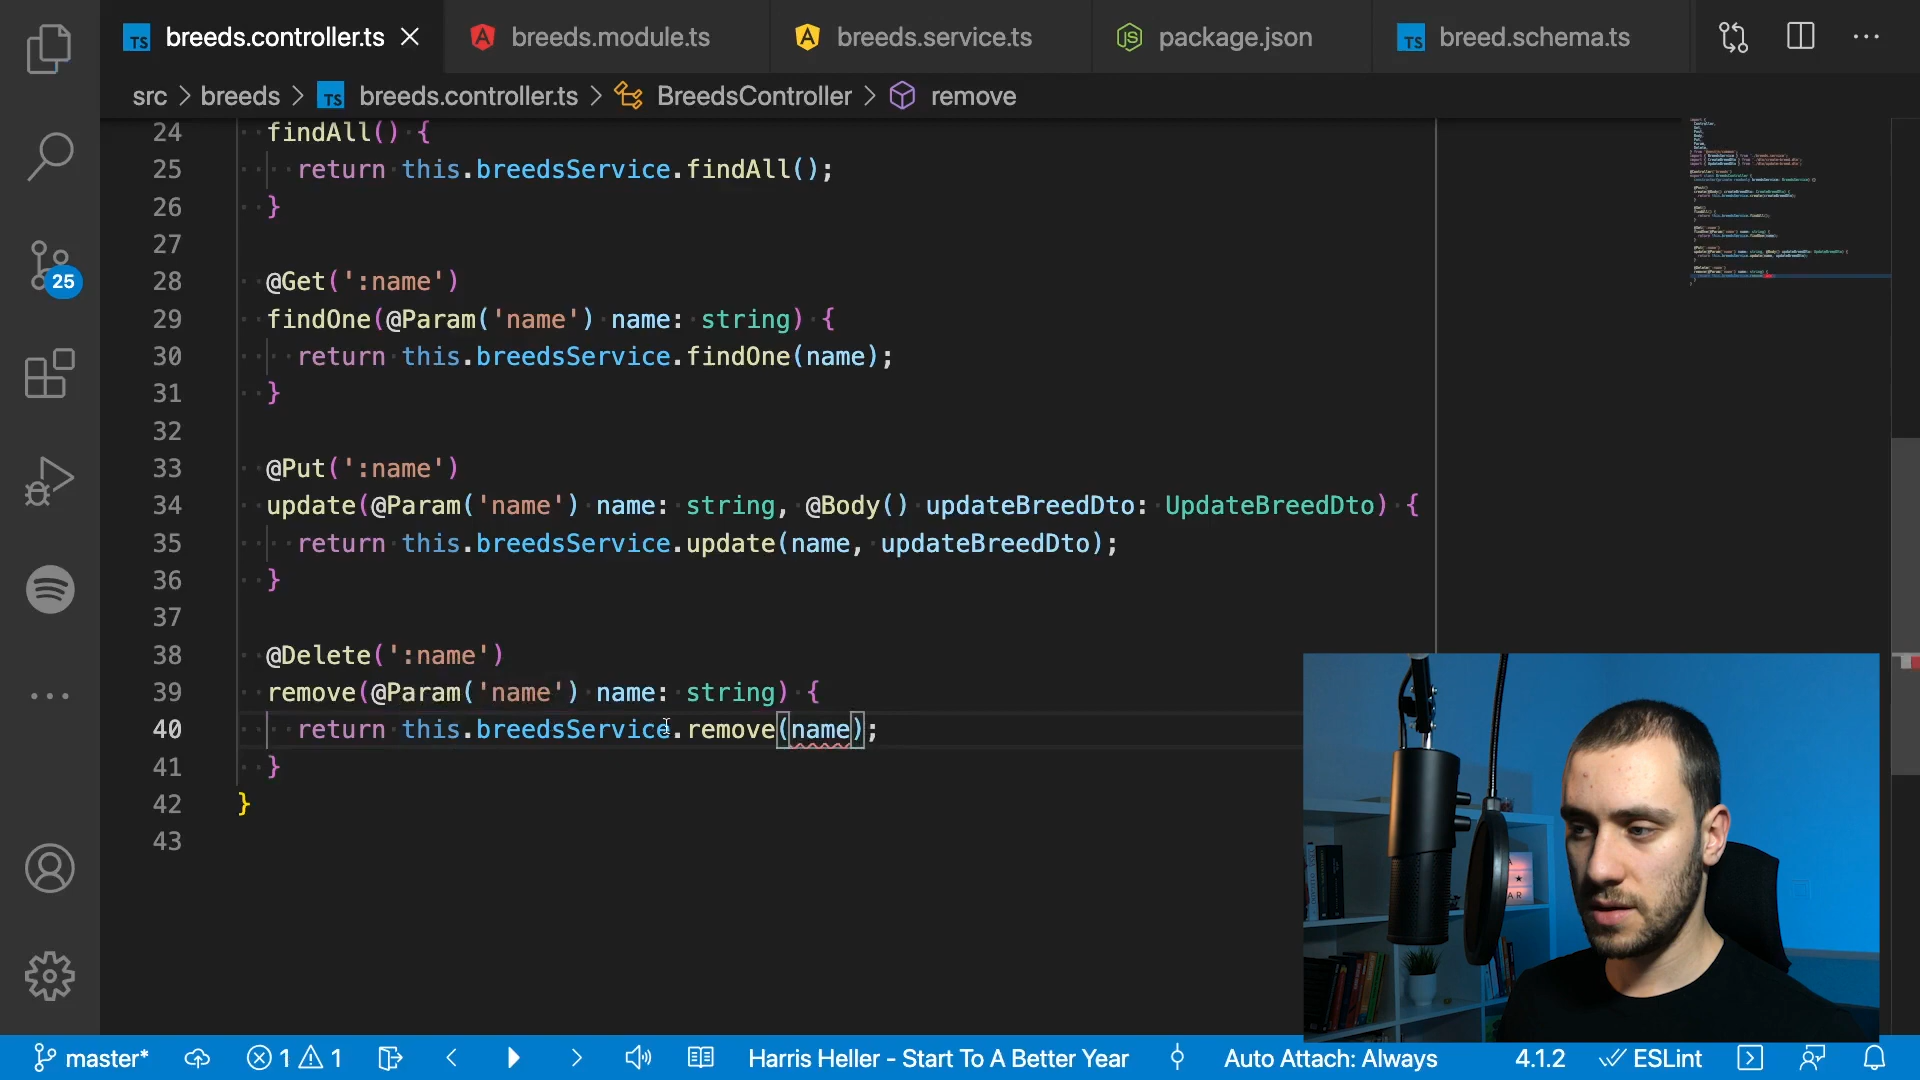 breeds.controller.ts
breeds.module.ts
breeds.service.ts
package.json
breed.schema.ts
src > breeds > breeds.controller.ts > BreedsController > remove
24 findAll() {
25 return this.breedsService.findAll();
26 }
27
28 @Get(':name')
29 findOne(@Param('name') name: string) {
30 return this.breedsService.findOne(name);
31 }
32
33 @Put(':name')
34 update(@Param('name') name: string, @Body() updateBreedDto: UpdateBreedDto) {
35 return this.breedsService.update(name, updateBreedDto);
36 }
37
38 @Delete(':name')
39 remove(@Param('name') name: string) {
40 return this.breedsService.remove(name);
41 }
42 }
43
25
master* 1 1 Harris Heller - Start To A Better Year Auto Attach: Always 4.1.2 ESLint